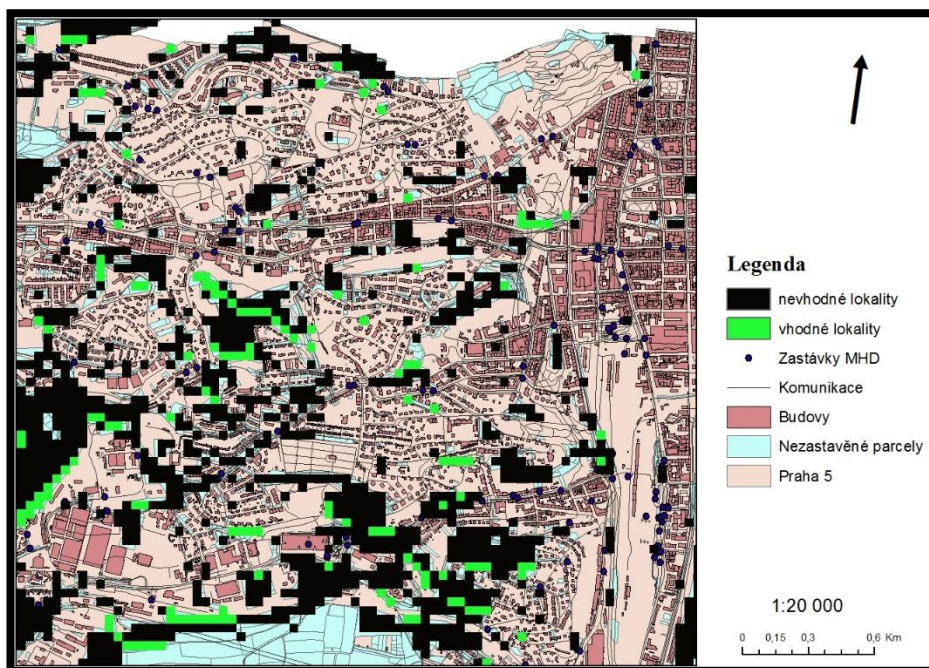 Legenda
nevhodné lokality
vhodné lokality
Zastávky MHD
Komunikace
Budovy
Nezastavěné parcely
Praha 5
1:20 000
0 0,15 0,3 0,6 Km